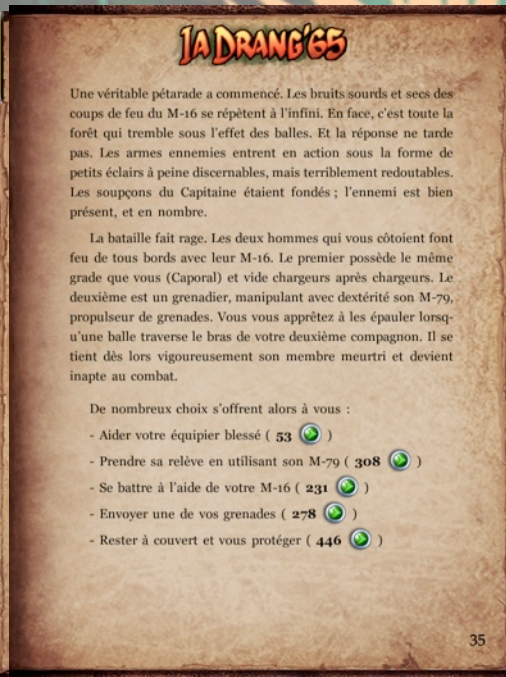 IA DRANG'65
Une véritable pétarade a commencé. Les bruits sourds et secs des
coups de feu du M-16 se répètent à l'infini. En face, c'est toute la
forêt qui tremble sous l'effet des balles. Et la réponse ne tarde
pas. Les armes ennemies entrent en action sous la forme de
petits éclairs à peine discernables, mais terriblement redoutables.
Les soupçons du Capitaine étaient fondés ; l'ennemi est bien
présent, et en nombre.
La bataille fait rage. Les deux hommes qui vous côtoient font
feu de tous bords avec leur M-16. Le premier possède le même
grade que vous (Caporal) et vide chargeurs après chargeurs. Le
deuxième est un grenadier, manipulant avec dextérité son M-79,
propulseur de grenades. Vous vous apprêtez à les épauler lorsq-
u'une balle traverse le bras de votre deuxième compagnon. Il se
tient dès lors vigoureusement son membre meurtri et devient
inapte au combat.
De nombreux choix s'offrent alors à vous :
- Aider votre équipier blessé ( 53 )
- Prendre sa relève en utilisant son M-79 ( 308 )
- Se battre à l'aide de votre M-16 ( 231 )
- Envoyer une de vos grenades ( 278 )
- Rester à couvert et vous protéger ( 446 )
35